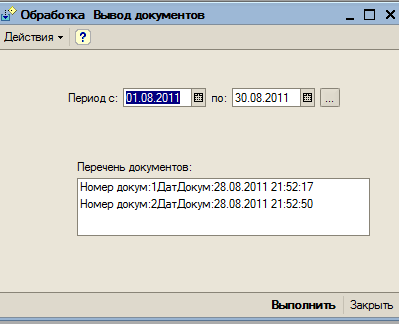 Обработка Вывод документов
Действия ?
Период с: 01.08.2011 по: 30.08.2011 ...
Перечень документов:
Номер докум:1ДатДокум:28.08.2011 21:52:17
Номер докум:2ДатДокум:28.08.2011 21:52:50
Выполнить Закрыть